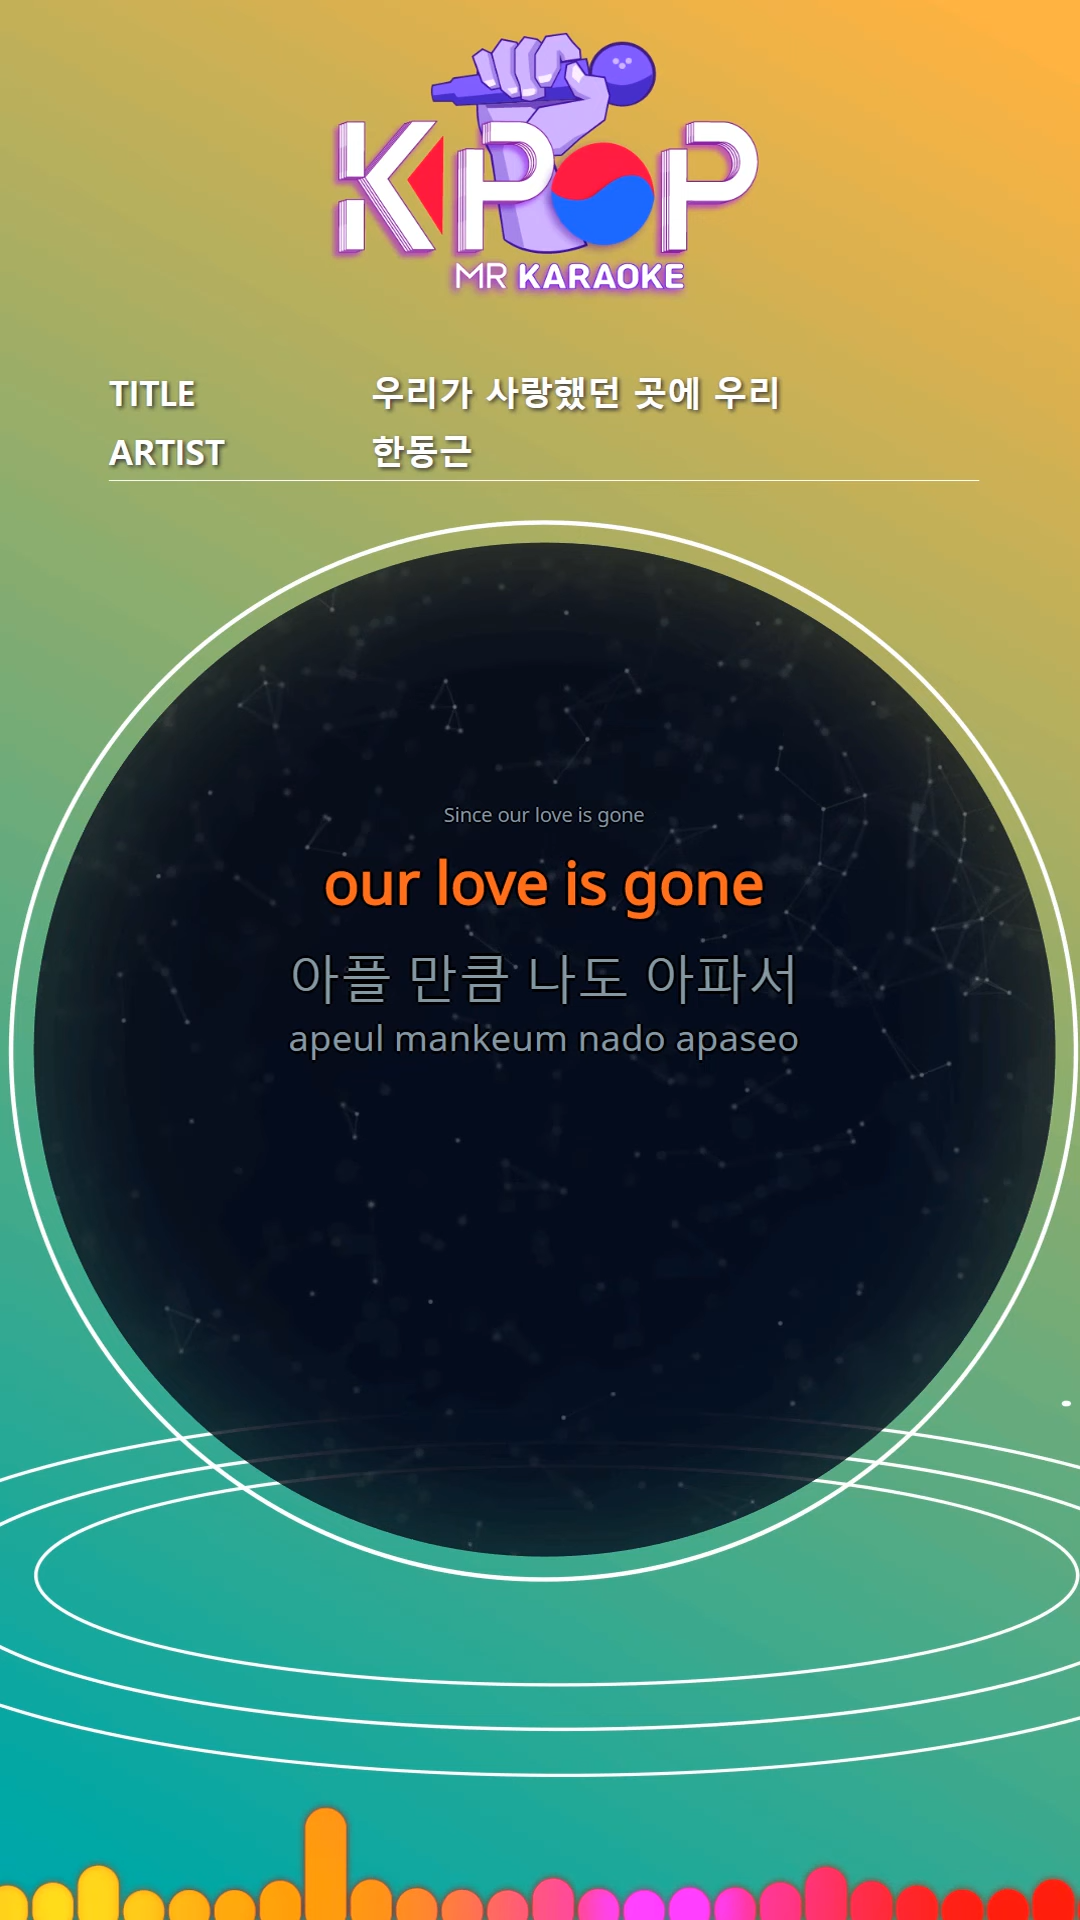 KPOP
MR KARAOKE
TITLE 우리가 사랑했던 곳에 우리
ARTIST 한동근
Since our love is gone
our love is gone
아플 만큼 나도 아파서
apeul mankeum nado apaseo